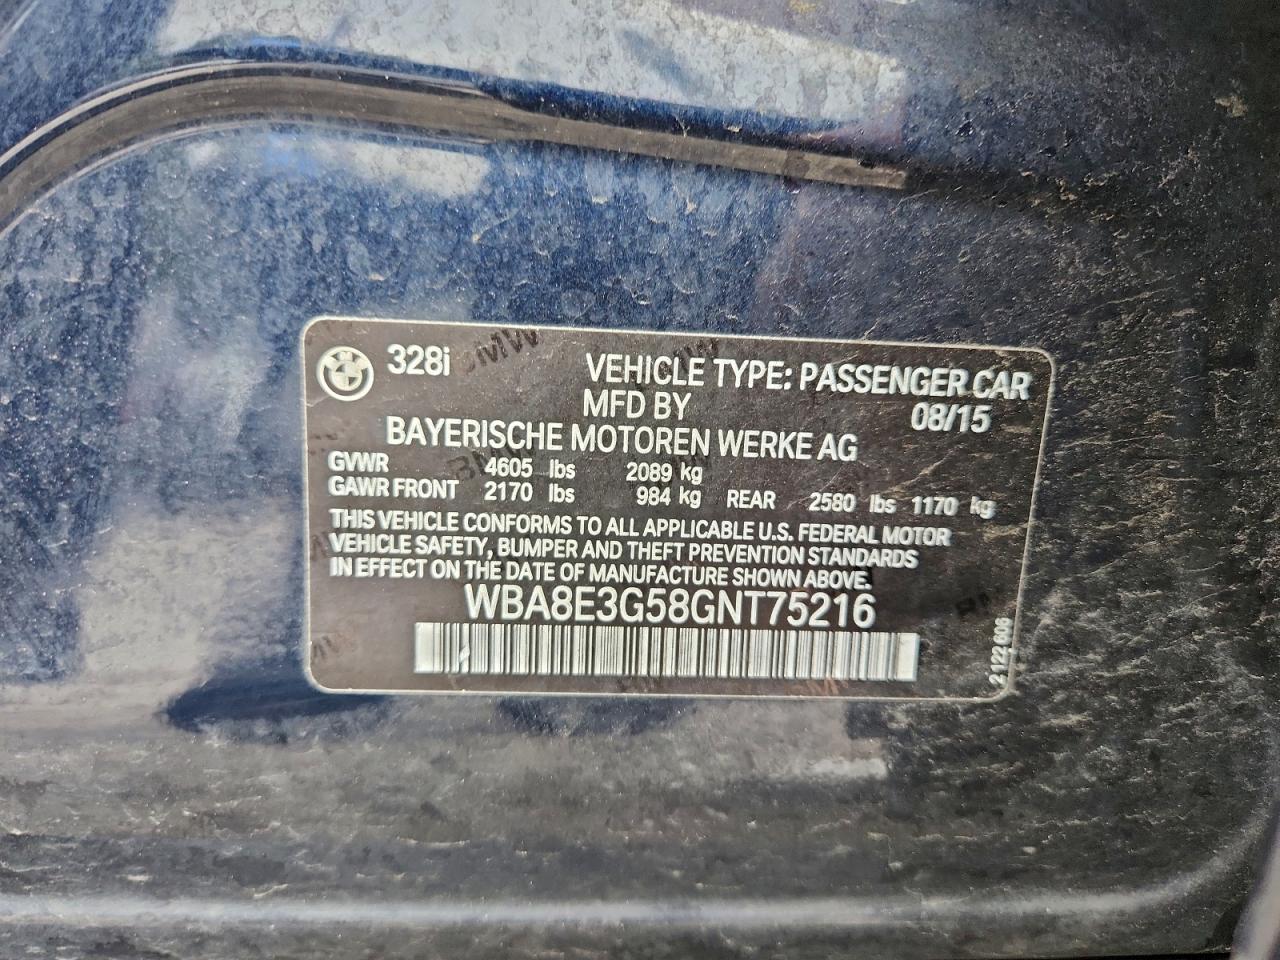 328i VEHICLE TYPE: PASSENGER CAR
MFD BY 08/15
BAYERISCHE MOTOREN WERKE AG
GVWR 4605 lbs 2089 kg
GAWR FRONT 2170 lbs 984 kg REAR 2580 lbs 1170 kg
THIS VEHICLE CONFORMS TO ALL APPLICABLE U.S. FEDERAL MOTOR
VEHICLE SAFETY, BUMPER AND THEFT PREVENTION STANDARDS
IN EFFECT ON THE DATE OF MANUFACTURE SHOWN ABOVE.
WBA8E3G58GNT75216
2122606